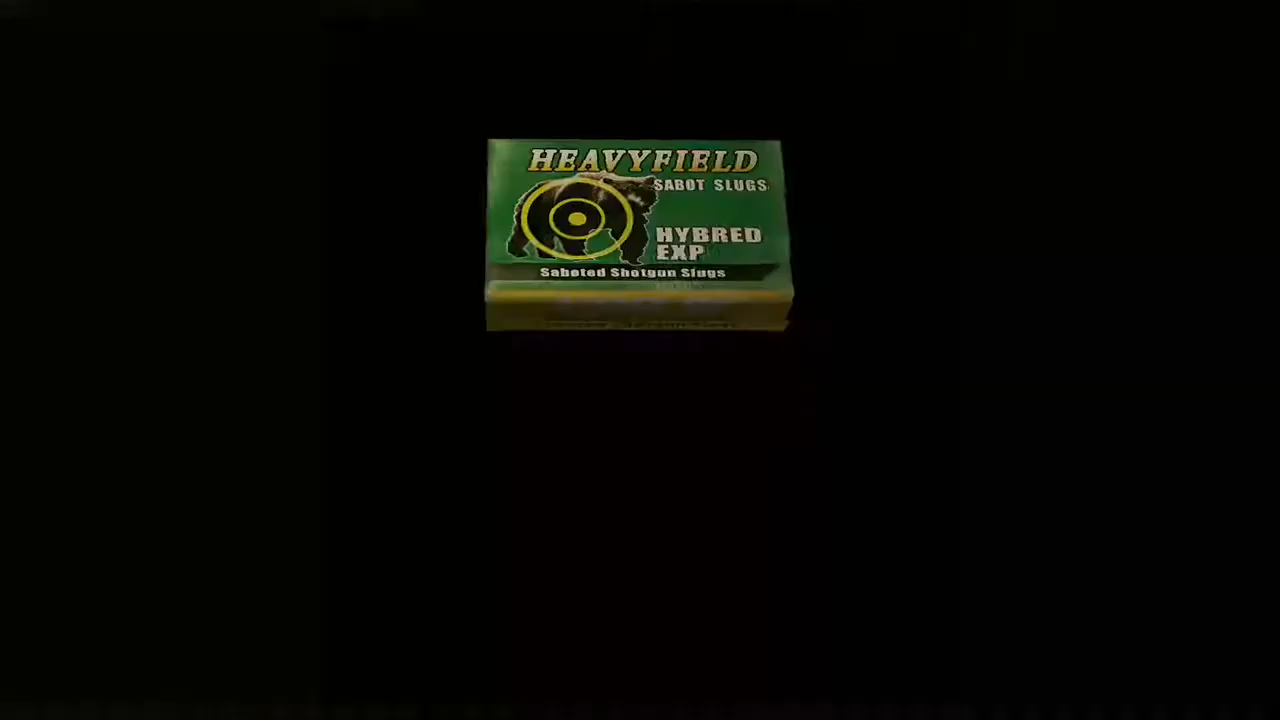 HEAVYFIELD
SABOT SLUGS
HYBRED
EXP
Saboted Shotgun Slugs